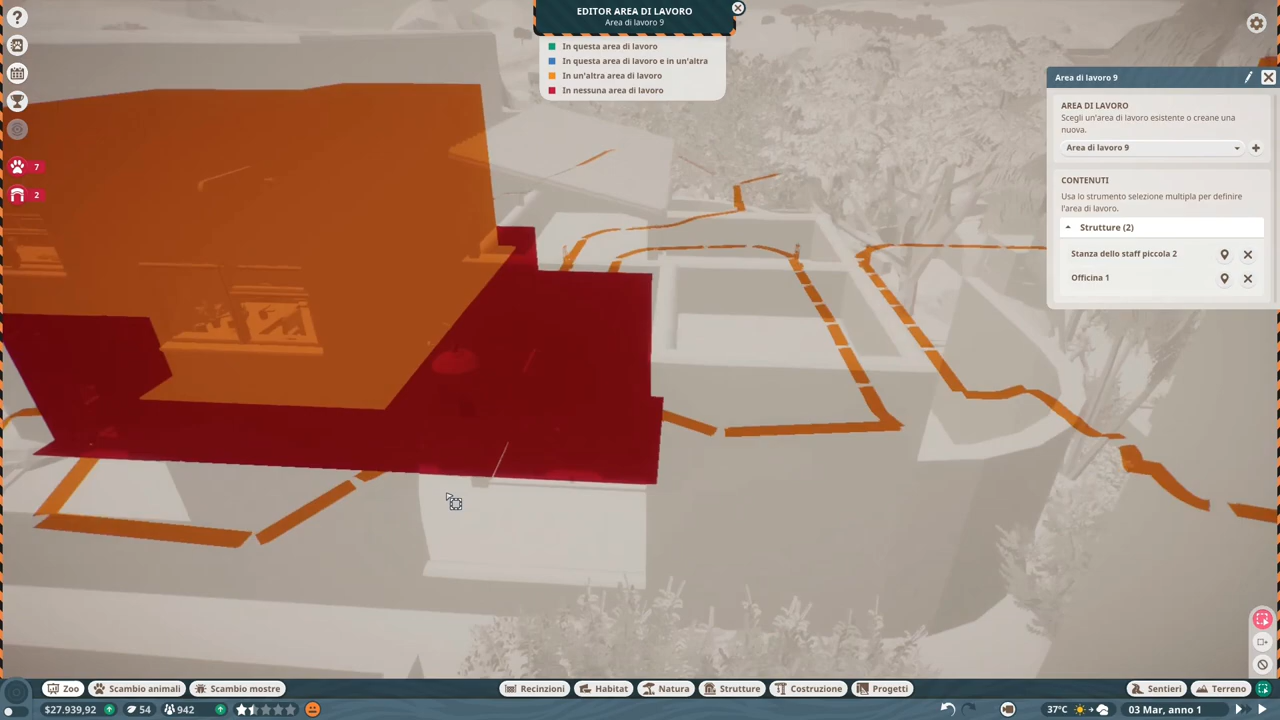 EDITOR AREA DI LAVORO
Area di lavoro 9
In questa area di lavoro
In questa area di lavoro e in un'altra
In un'altra area di lavoro
In nessuna area di lavoro
7
2
Area di lavoro 9
AREA DI LAVORO
Scegli un'area di lavoro esistente o creane una
nuova.
Area di lavoro 9
CONTENUTI
Usa lo strumento selezione multipla per definire
l'area di lavoro.
Strutture (2)
Stanza dello staff piccola 2
Officina 1
Zoo
Scambio animali
Scambio mostre
Recinzioni
Habitat
Natura
Strutture
Costruzione
Progetti
Sentieri
Terreno
$27.939,92
54
942
37°C
03 Mar, anno 1